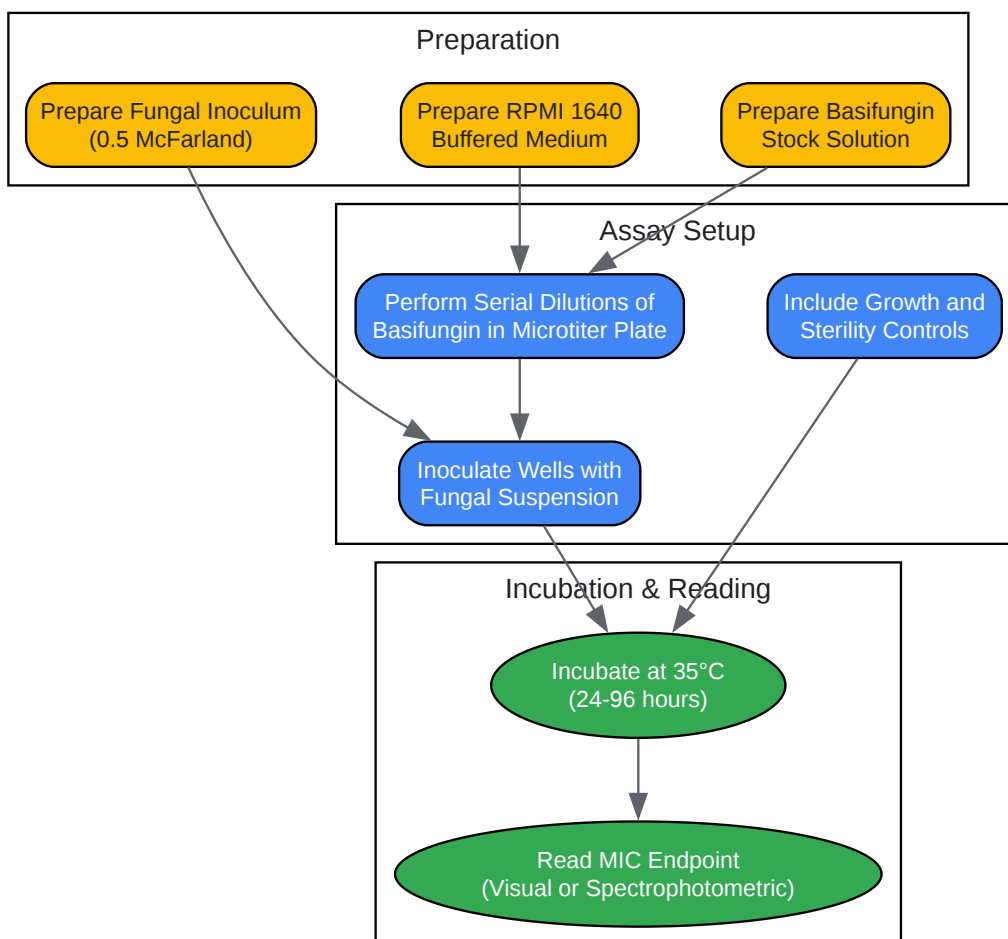 Preparation
Prepare Fungal Inoculum
(0.5 McFarland)
Prepare RPMI 1640
Buffered Medium
Prepare Basifungin
Stock Solution
Assay Setup
Perform Serial Dilutions of
Basifungin in Microtiter Plate
Include Growth and
Sterility Controls
Inoculate Wells with
Fungal Suspension
Incubation & Reading
Incubate at 35°C
(24-96 hours)
Read MIC Endpoint
(Visual or Spectrophotometric)